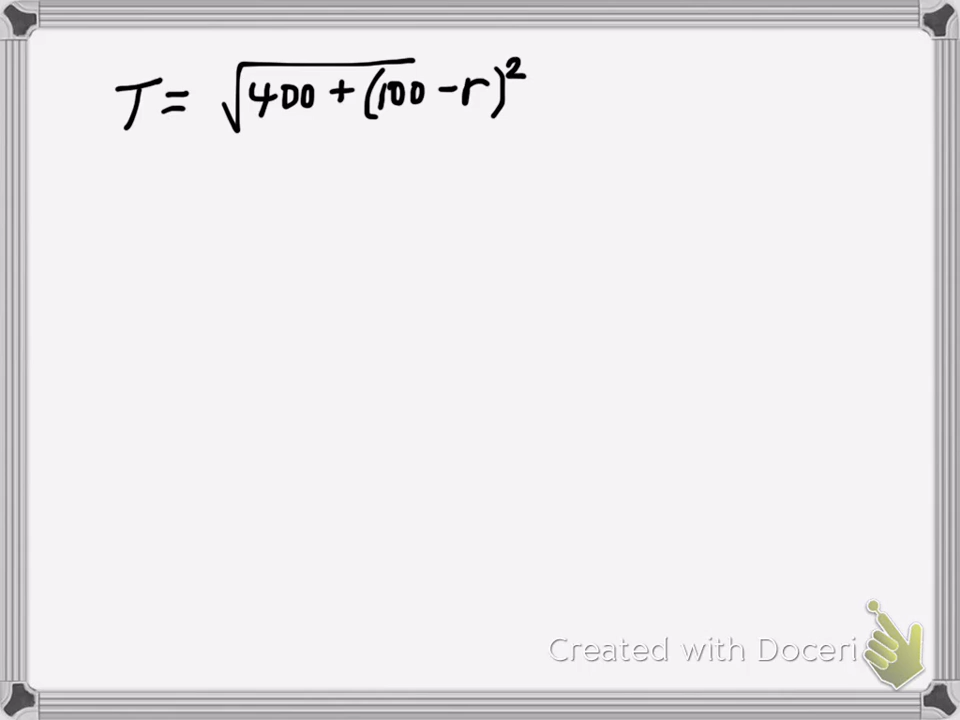 T = √400 + (100 - r)²
Created with Doceri